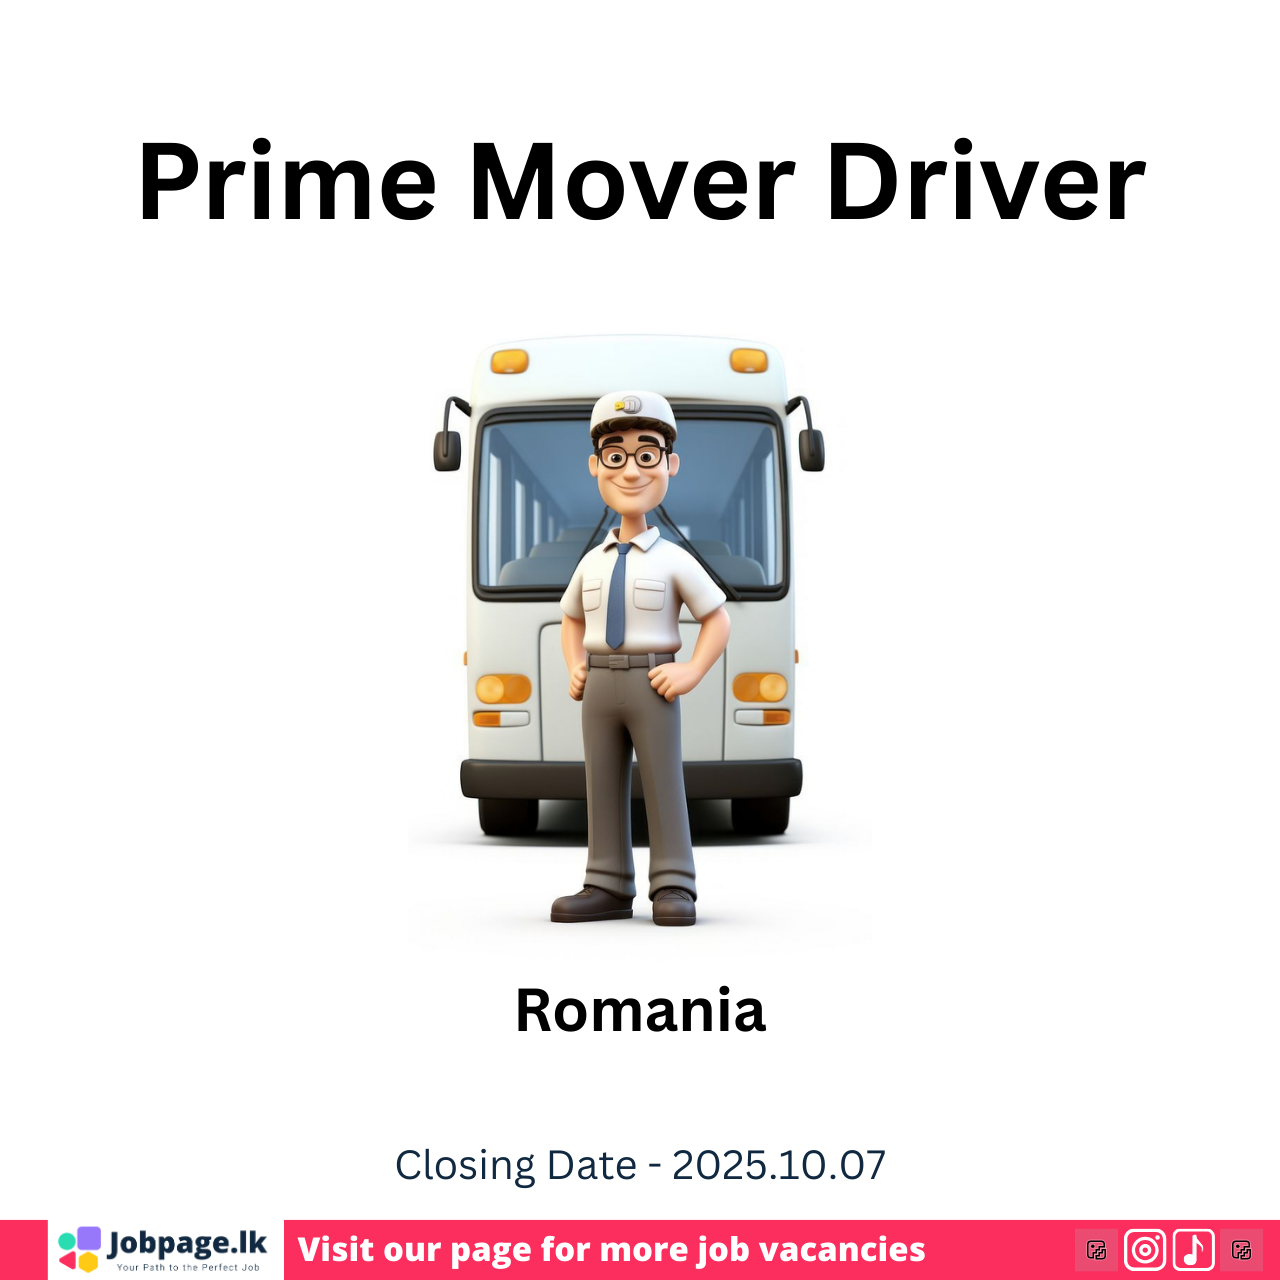 Prime Mover Driver
Romania
Closing Date - 2025.10.07
Jobpage.lk
Your Path to the Perfect Job
Visit our page for more job vacancies